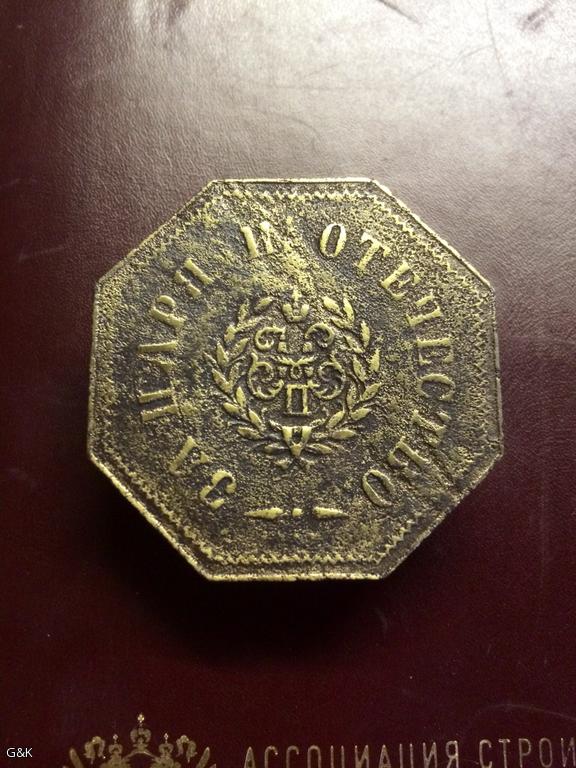 ЗА ЦАРЯ И ОТЕЧЕСТВО
П
АССОЦИАЦИЯ СТРОИ
G&K